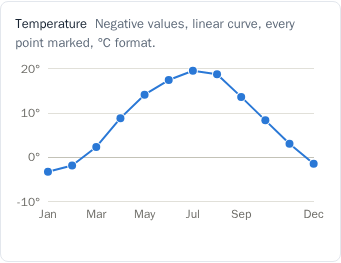 Temperature Negative values, linear curve, every
point marked, °C format.
20°
10°
0°
-10°
Jan Mar May Jul Sep Dec